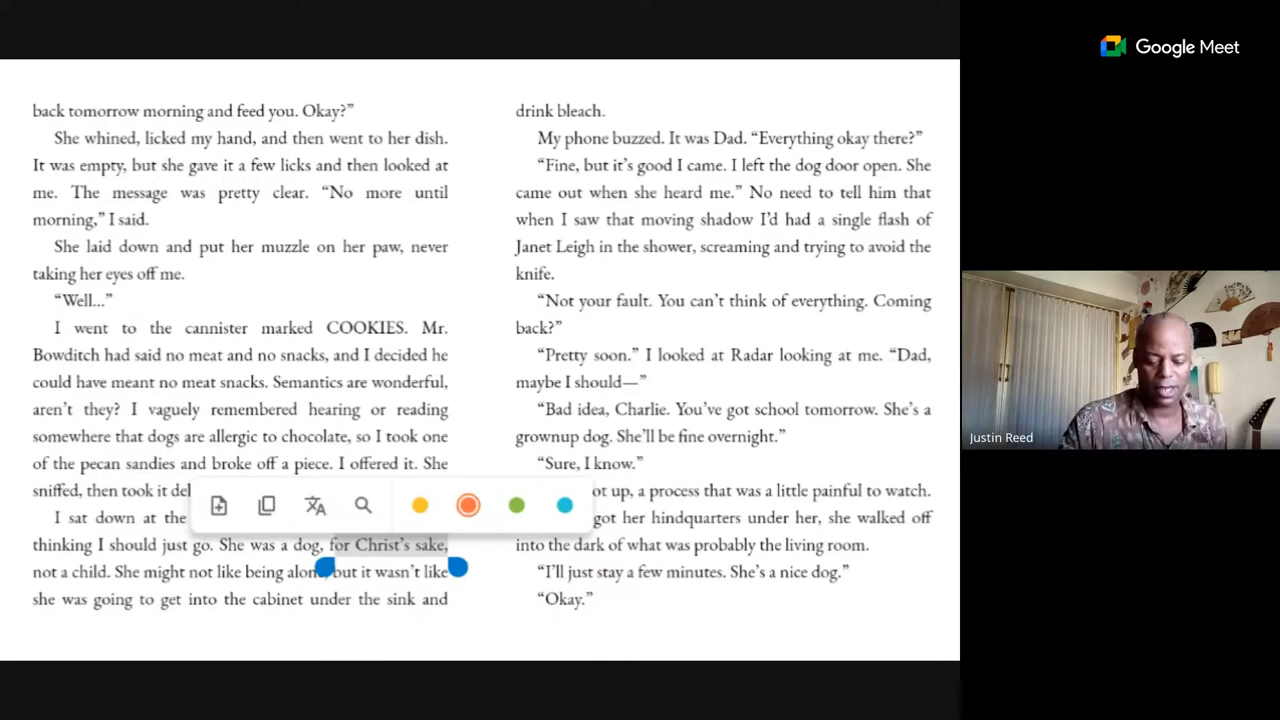 back tomorrow morning and feed you. Okay?”
She whined, licked my hand, and then went to her dish.
It was empty, but she gave it a few licks and then looked at
me. The message was pretty clear. “No more until
morning,” I said.
She laid down and put her muzzle on her paw, never
taking her eyes off me.
“Well...”
I went to the cannister marked COOKIES. Mr.
Bowditch had said no meat and no snacks, and I decided he
could have meant no meat snacks. Semantics are wonderful,
aren’t they? I vaguely remembered hearing or reading
somewhere that dogs are allergic to chocolate, so I took one
of the pecan sandies and broke off a piece. I offered it. She
sniffed, then took it
I sat down at the
thinking I should just go. She was a dog, for Christ’s sake,
not a child. She might not like being alone, but it wasn’t like
she was going to get into the cabinet under the sink and
drink bleach.
My phone buzzed. It was Dad. “Everything okay there?”
“Fine, but it’s good I came. I left the dog door open. She
came out when she heard me.” No need to tell him that
when I saw that moving shadow I’d had a single flash of
Janet Leigh in the shower, screaming and trying to avoid the
knife.
“Not your fault. You can’t think of everything. Coming
back?”
“Pretty soon.” I looked at Radar looking at me. “Dad,
maybe I should—”
“Bad idea, Charlie. You’ve got school tomorrow. She’s a
grownup dog. She’ll be fine overnight.”
“Sure, I know.”
up, a process that was a little painful to watch.
got her hindquarters under her, she walked off
into the dark of what was probably the living room.
“I’ll just stay a few minutes. She’s a nice dog.”
“Okay.”
Google Meet
Justin Reed